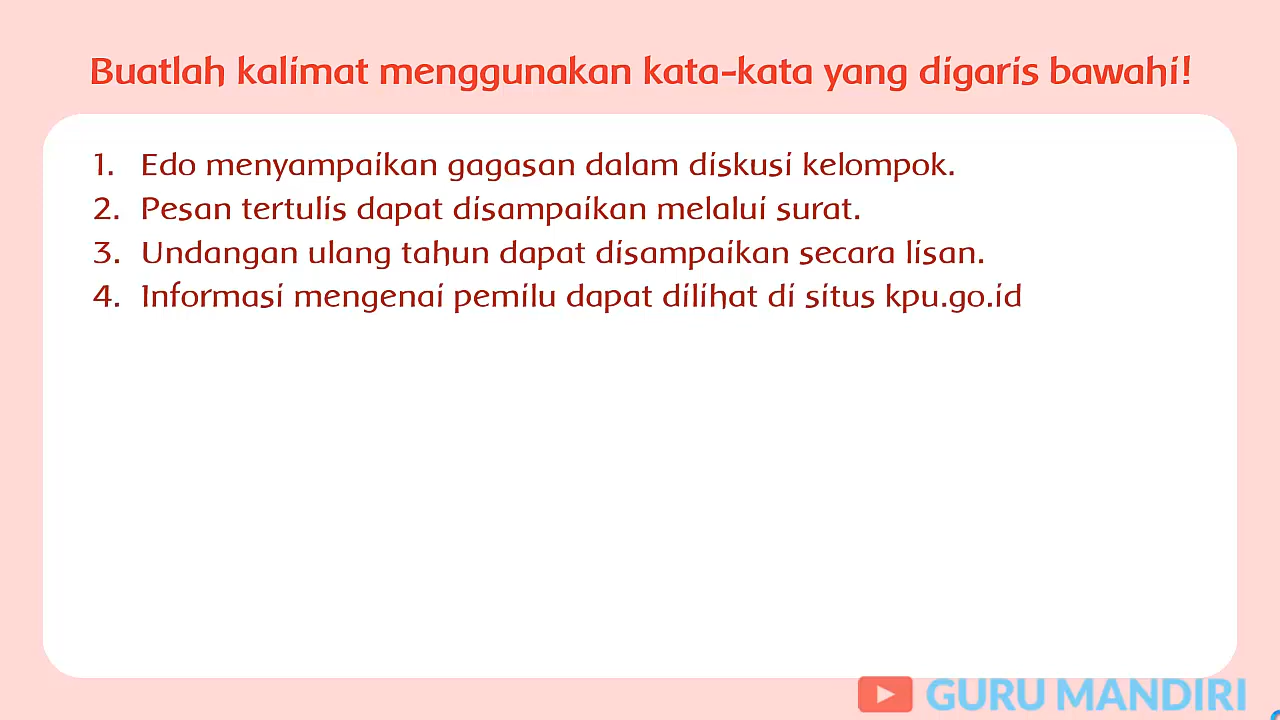 Buatlah kalimat menggunakan kata-kata yang digaris bawahi!
1. Edo menyampaikan gagasan dalam diskusi kelompok.
2. Pesan tertulis dapat disampaikan melalui surat.
3. Undangan ulang tahun dapat disampaikan secara lisan.
4. Informasi mengenai pemilu dapat dilihat di situs kpu.go.id
GURU MANDIRI